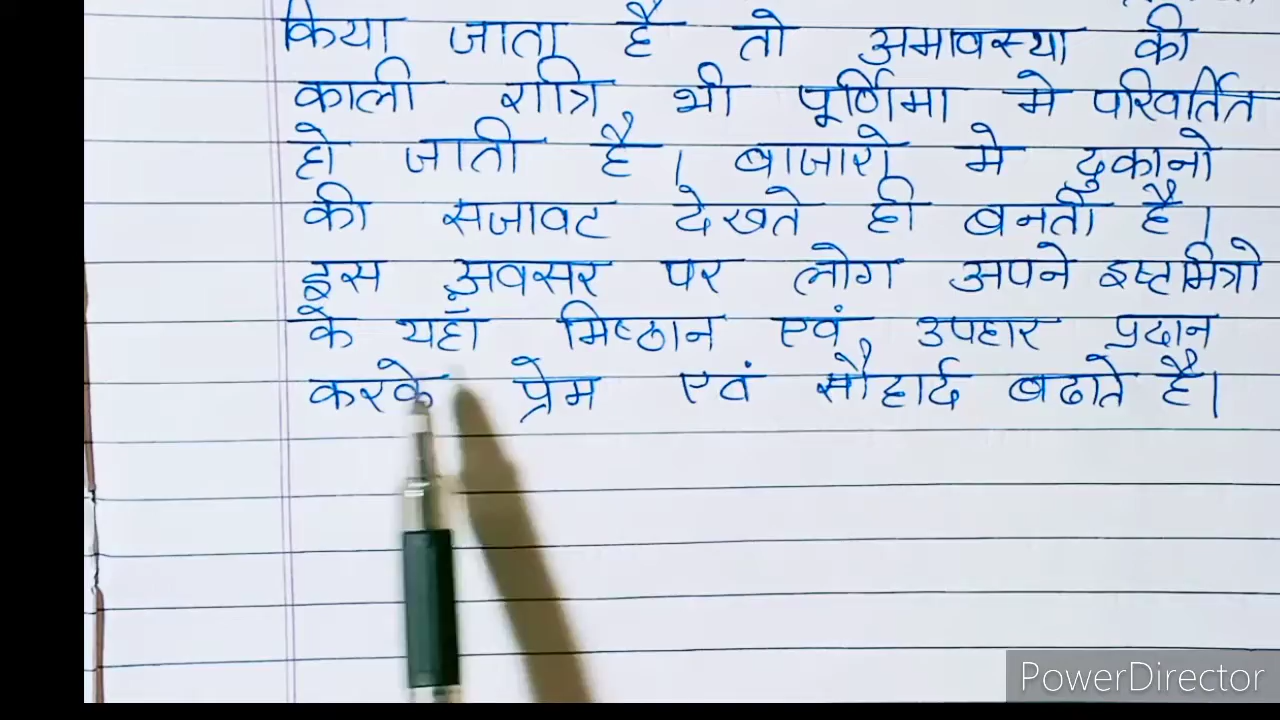 किया जाता है तो अमावस्या की
काली रात्रि भी पूर्णिमा मे परिवर्तित
हो जाती है। बाजारो मे दुकानो
की सजावट देखते ही बनती है।
इस अवसर पर लोग अपने इष्टमित्रो
के यहाँ मिष्ठान एवं उपहार प्रदान
करके प्रेम एवं सौहार्द बढाते है।
PowerDirector